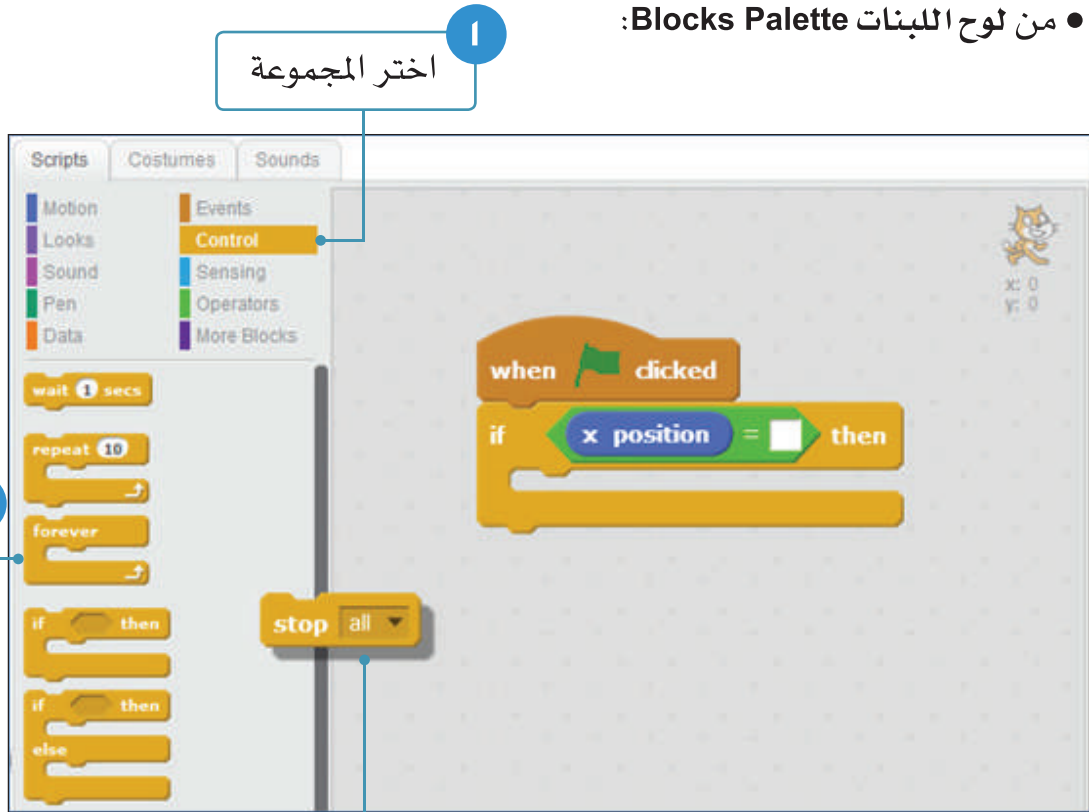 ● من لوح اللبنات Blocks Palette:
١
اختر المجموعة
Scripts Costumes Sounds
Motion Events
Looks Control
Sound Sensing
Pen Operators
Data More Blocks
x: 0
y: 0
when clicked
if x position = then
wait 1 secs
repeat 10
forever
if then
stop all
if then
else